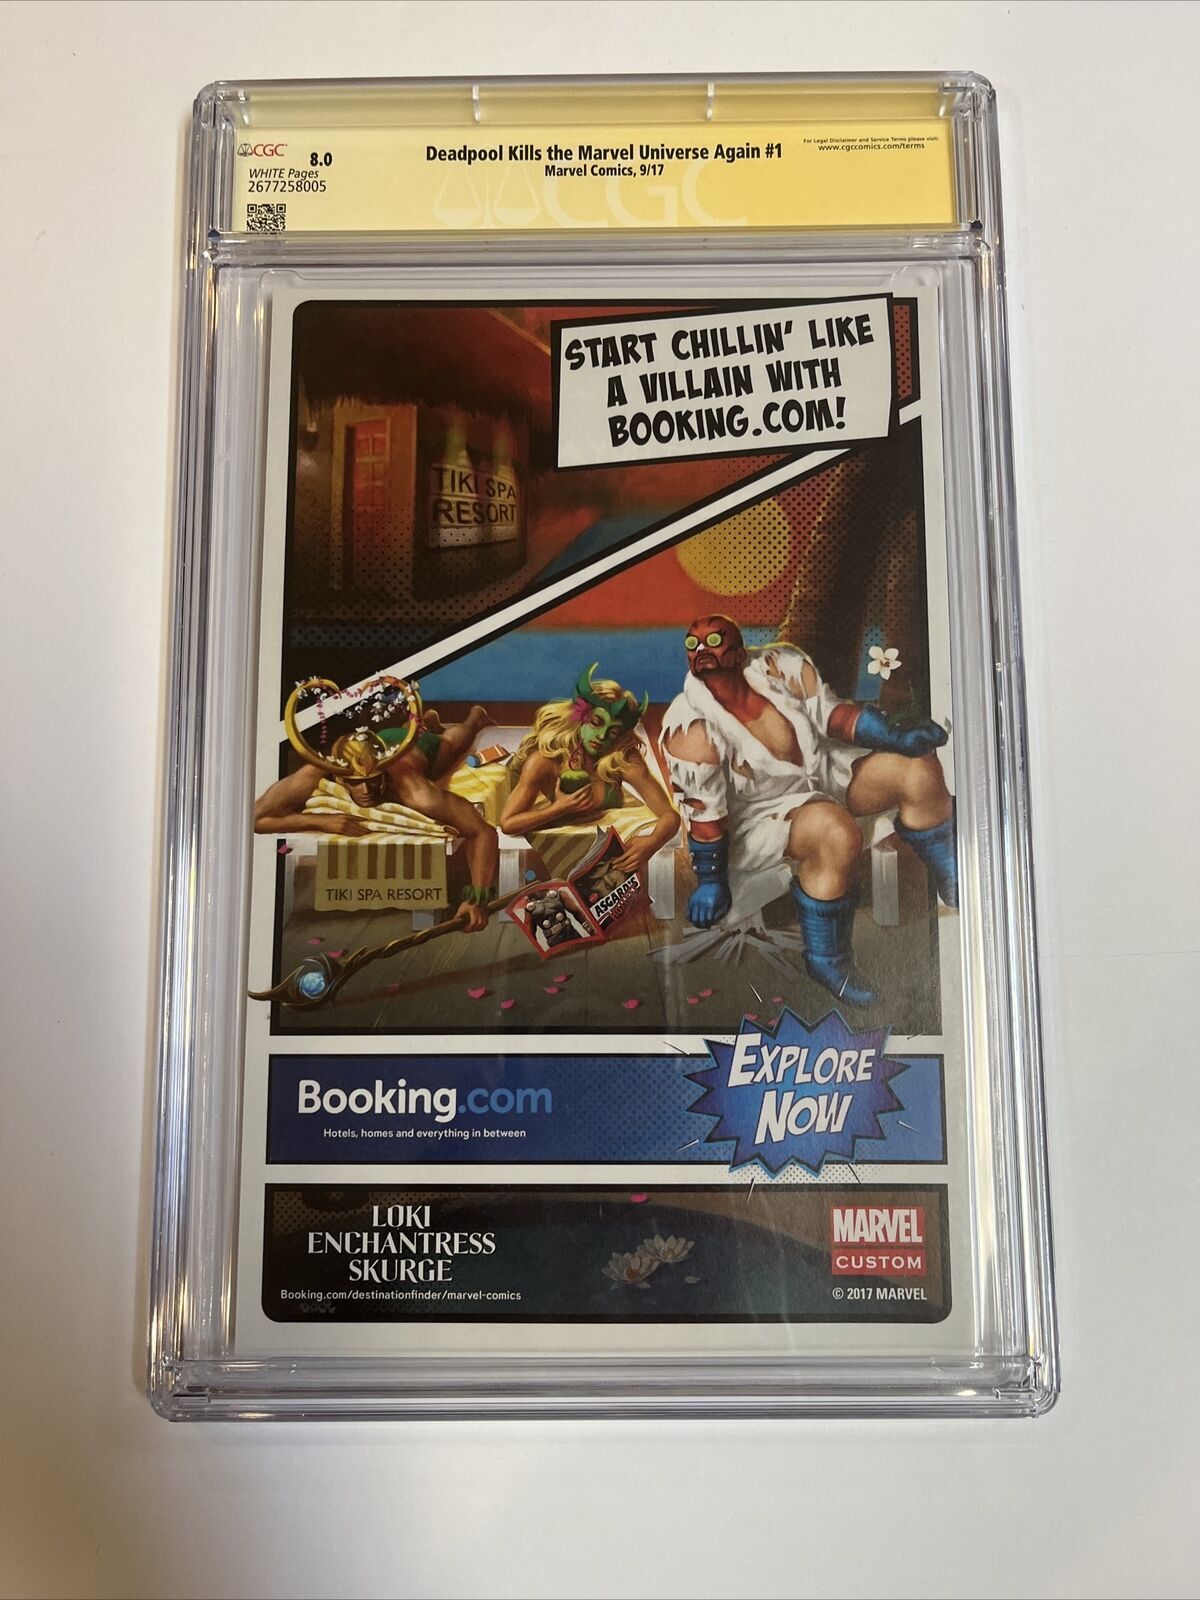 CGC
8.0
WHITE Pages
2677258005
Deadpool Kills the Marvel Universe Again #1
Marvel Comics, 9/17
For Legal Disclaimer and Service Terms please visit:
www.cgccomics.com/terms
CGC
START CHILLIN' LIKE
A VILLAIN WITH
BOOKING.COM!
TIKI SPA
RESORT
TIKI SPA RESORT
ASGARD'S
EXPLORE
NOW
Booking.com
Hotels, homes and everything in between
LOKI
ENCHANTRESS
SKURGE
Booking.com/destinationfinder/marvel-comics
MARVEL
CUSTOM
© 2017 MARVEL